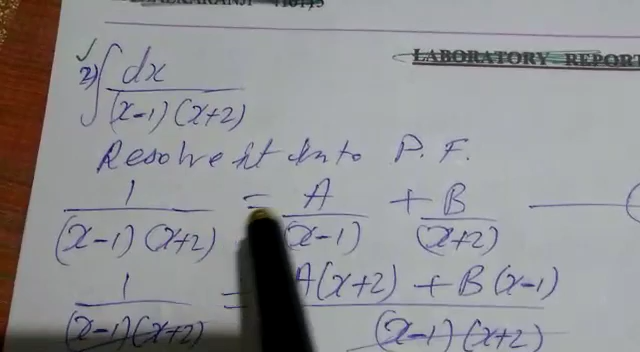 LABORATORY REPORT
2) ∫ dx / (x-1)(x+2)
Resolve it into P.F.
1 / (x-1)(x+2) = A / (x-1) + B / (x+2)
1 / (x-1)(x+2) = A(x+2) + B(x-1) / (x-1)(x+2)